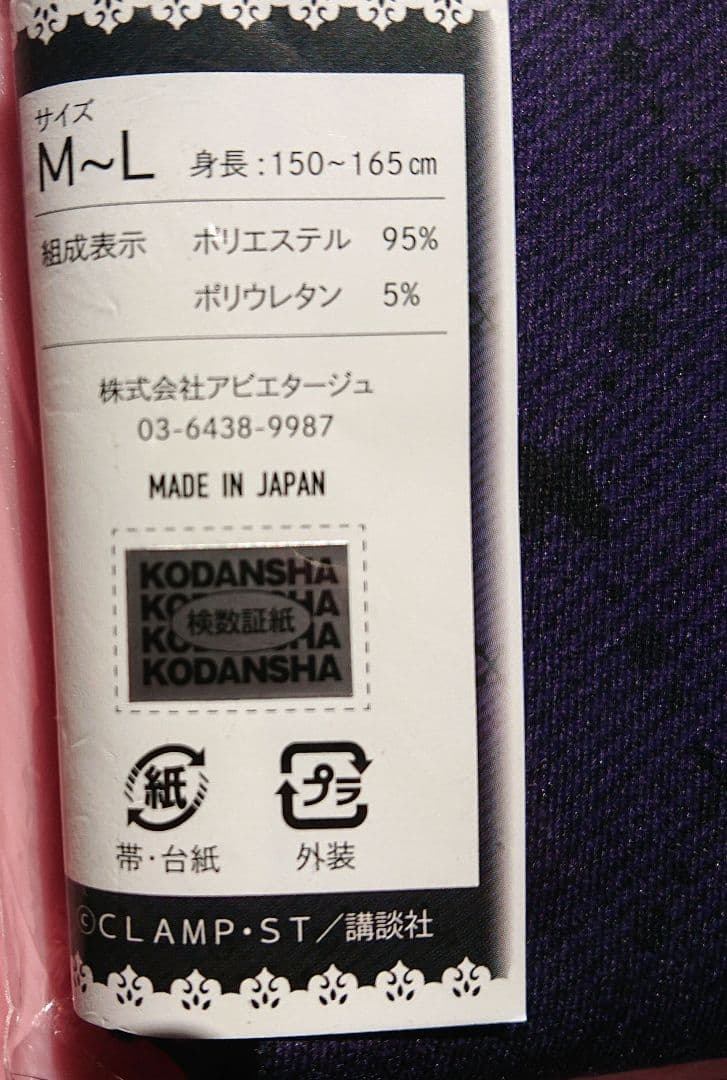 サイズ
M~L 身長:150~165cm
組成表示 ポリエステル 95%
ポリウレタン 5%
株式会社アビエタージュ
03-6438-9987
MADE IN JAPAN
KODANSHA
KODANSHA
検数証紙
KODANSHA
KODANSHA
紙 プラ
帯・台紙 外装
©CLAMP・ST/講談社